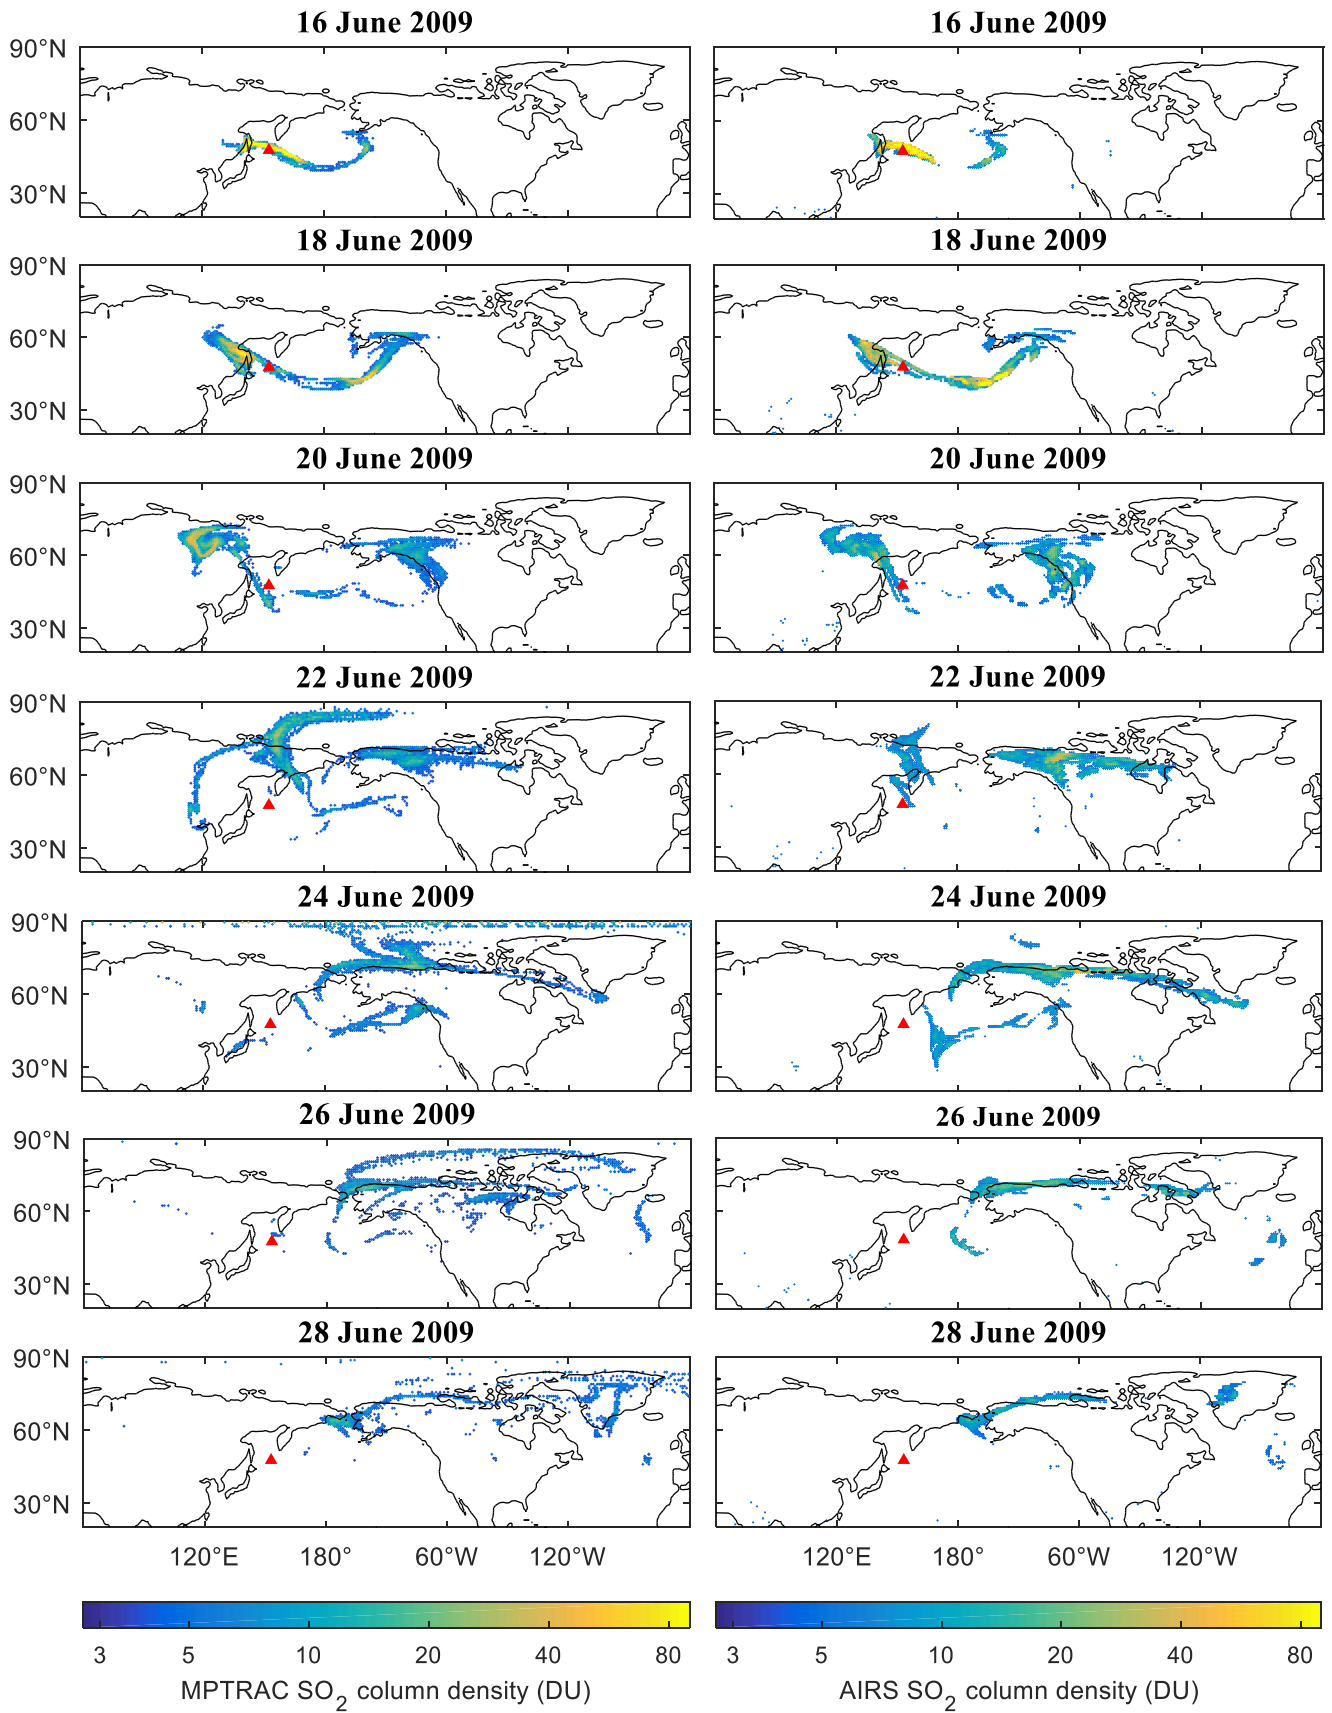 16 June 2009 16 June 2009
90°N
60°N
30°N
18 June 2009 18 June 2009
90°N
60°N
30°N
20 June 2009 20 June 2009
90°N
60°N
30°N
22 June 2009 22 June 2009
90°N
60°N
30°N
24 June 2009 24 June 2009
90°N
60°N
30°N
26 June 2009 26 June 2009
90°N
60°N
30°N
28 June 2009 28 June 2009
90°N
60°N
30°N
120°E 180° 60°W 120°W 120°E 180° 60°W 120°W
3 5 10 20 40 80 3 5 10 20 40 80
MPTRAC SO2 column density (DU) AIRS SO2 column density (DU)